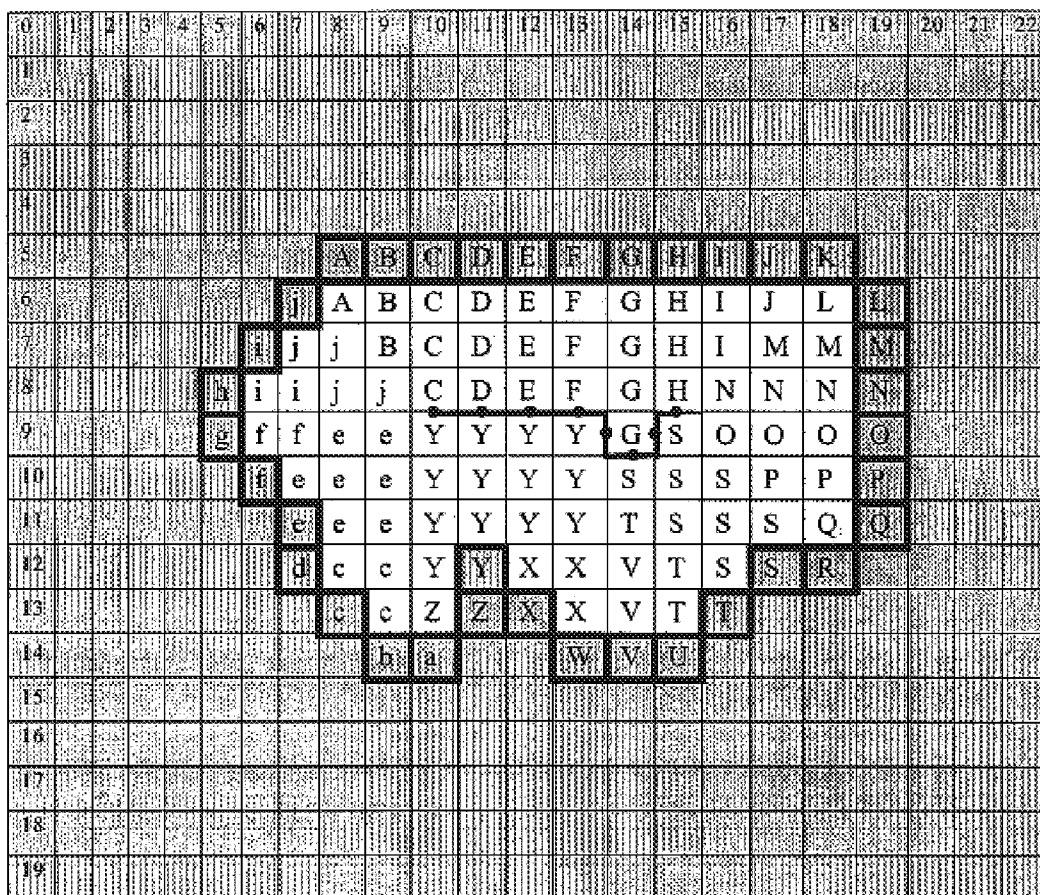 0 1 2 3 4 5 6 7 8 9 10 11 12 13 14 15 16 17 18 19 20 21 22
1
2
3
4
5 A B C D E F G H I J K
6 j A B C D E F G H I J L L
7 i j j B C D E F G H I M M M
8 h i i j j C D E F G H N N N N
9 g f f e e Y Y Y Y G S O O O O
10 f e e e Y Y Y Y S S S P P P
11 e e e Y Y Y Y T S S S Q Q
12 d c c Y Y X X V T S S R
13 c c Z Z X X V T T
14 b a W V U
15
16
17
18
19